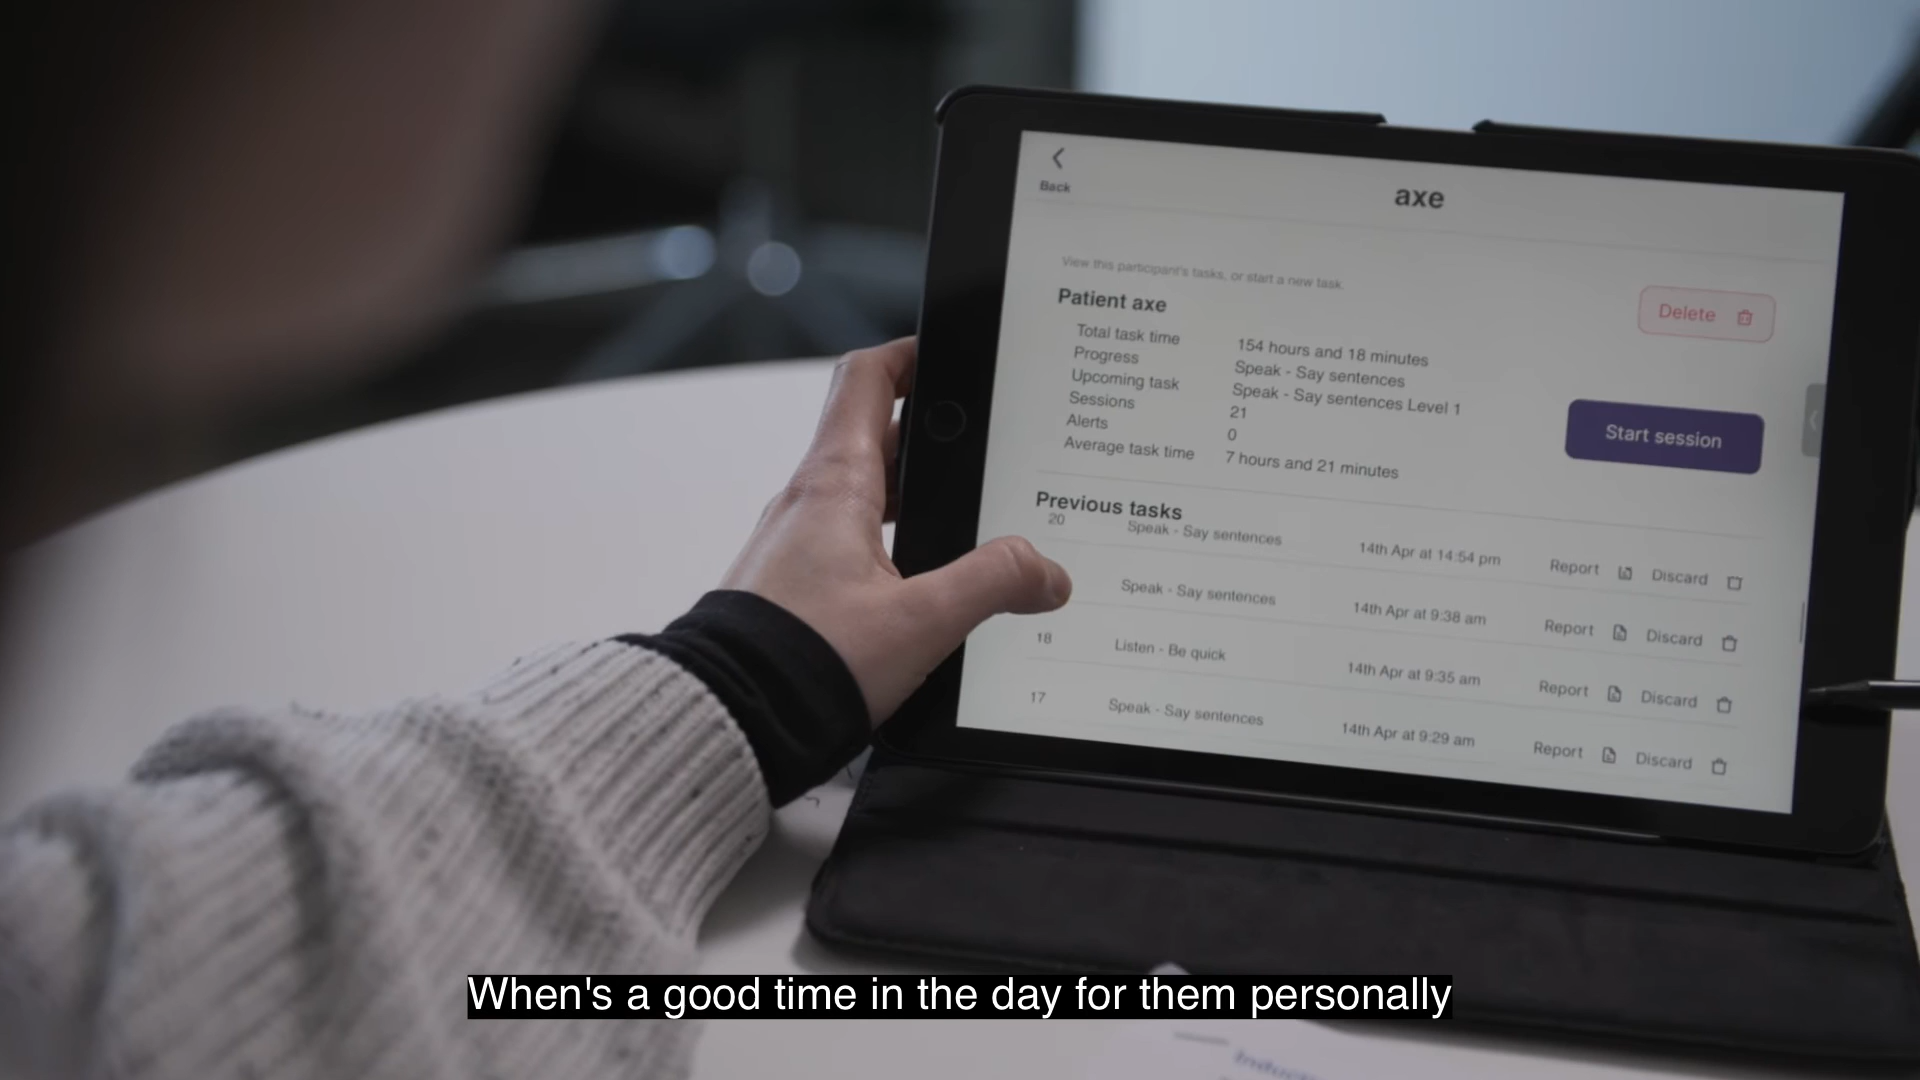 Back
axe
View this participant's tasks, or start a new task
Patient axe
Delete
Total task time 154 hours and 18 minutes
Progress Speak - Say sentences
Upcoming task Speak - Say sentences Level 1
Sessions 21
Alerts 0
Average task time 7 hours and 21 minutes
Start session
Previous tasks
20 Speak - Say sentences 14th Apr at 14:54 pm Report Discard
Speak - Say sentences 14th Apr at 9:38 am Report Discard
18 Listen - Be quick 14th Apr at 9:35 am Report Discard
17 Speak - Say sentences 14th Apr at 9:29 am Report Discard
When's a good time in the day for them personally